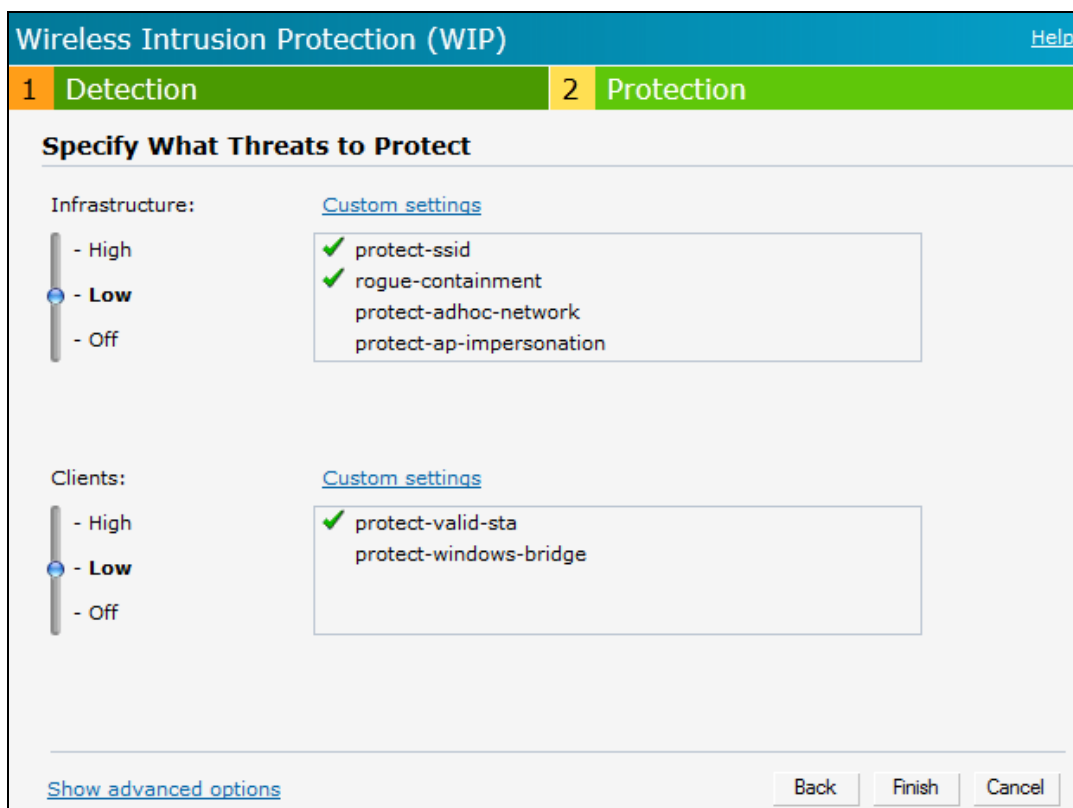 Wireless Intrusion Protection (WIP) Help
1 Detection 2 Protection
Specify What Threats to Protect
Infrastructure: Custom settings
- High
- Low
- Off
protect-ssid
rogue-containment
protect-adhoc-network
protect-ap-impersonation
Clients: Custom settings
- High
- Low
- Off
protect-valid-sta
protect-windows-bridge
Show advanced options Back Finish Cancel